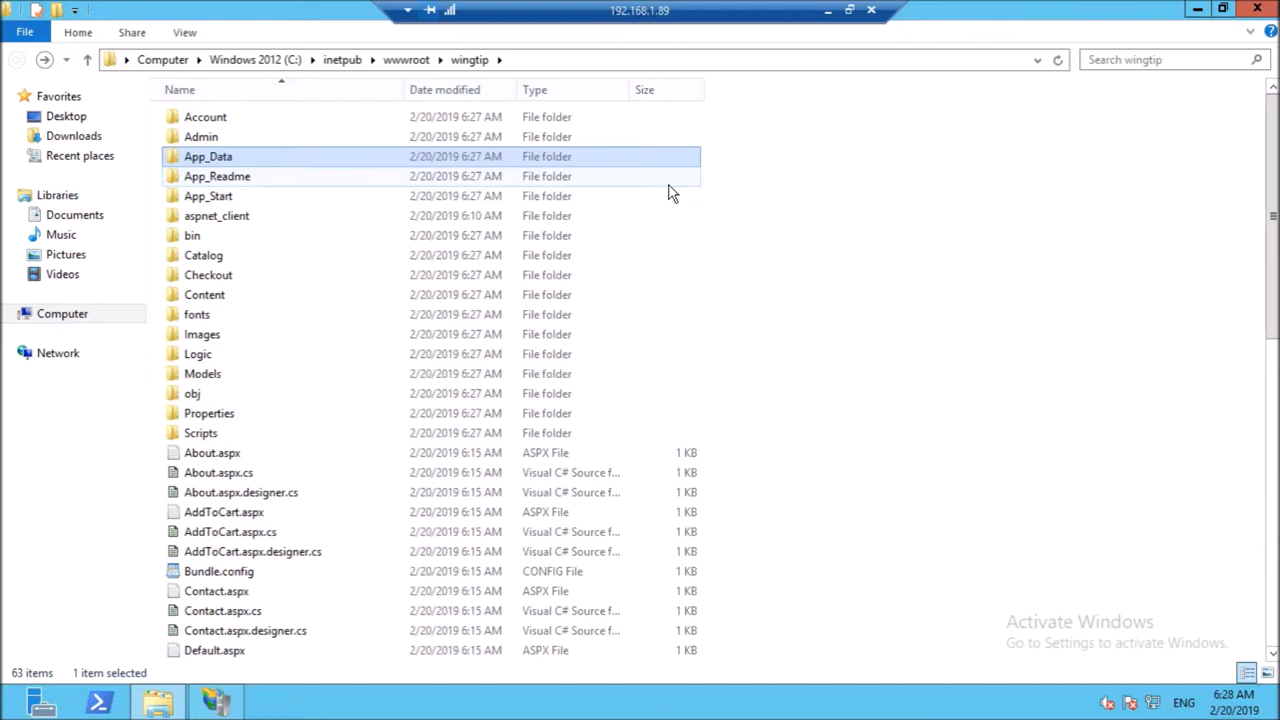 192.168.1.89
File Home Share View
Computer Windows 2012 (C:) inetpub wwwroot wingtip Search wingtip
Name Date modified Type Size
Favorites
Desktop
Downloads
Recent places
Libraries
Documents
Music
Pictures
Videos
Computer
Network
Account 2/20/2019 6:27 AM File folder
Admin 2/20/2019 6:27 AM File folder
App_Data 2/20/2019 6:27 AM File folder
App_Readme 2/20/2019 6:27 AM File folder
App_Start 2/20/2019 6:27 AM File folder
aspnet_client 2/20/2019 6:10 AM File folder
bin 2/20/2019 6:27 AM File folder
Catalog 2/20/2019 6:27 AM File folder
Checkout 2/20/2019 6:27 AM File folder
Content 2/20/2019 6:27 AM File folder
fonts 2/20/2019 6:27 AM File folder
Images 2/20/2019 6:27 AM File folder
Logic 2/20/2019 6:27 AM File folder
Models 2/20/2019 6:27 AM File folder
obj 2/20/2019 6:27 AM File folder
Properties 2/20/2019 6:27 AM File folder
Scripts 2/20/2019 6:27 AM File folder
About.aspx 2/20/2019 6:15 AM ASPX File 1 KB
About.aspx.cs 2/20/2019 6:15 AM Visual C# Source f... 1 KB
About.aspx.designer.cs 2/20/2019 6:15 AM Visual C# Source f... 1 KB
AddToCart.aspx 2/20/2019 6:15 AM ASPX File 1 KB
AddToCart.aspx.cs 2/20/2019 6:15 AM Visual C# Source f... 1 KB
AddToCart.aspx.designer.cs 2/20/2019 6:15 AM Visual C# Source f... 1 KB
Bundle.config 2/20/2019 6:15 AM CONFIG File 1 KB
Contact.aspx 2/20/2019 6:15 AM ASPX File 1 KB
Contact.aspx.cs 2/20/2019 6:15 AM Visual C# Source f... 1 KB
Contact.aspx.designer.cs 2/20/2019 6:15 AM Visual C# Source f... 1 KB
Default.aspx 2/20/2019 6:15 AM ASPX File 1 KB
Activate Windows
Go to Settings to activate Windows.
63 items 1 item selected
ENG 6:28 AM
2/20/2019